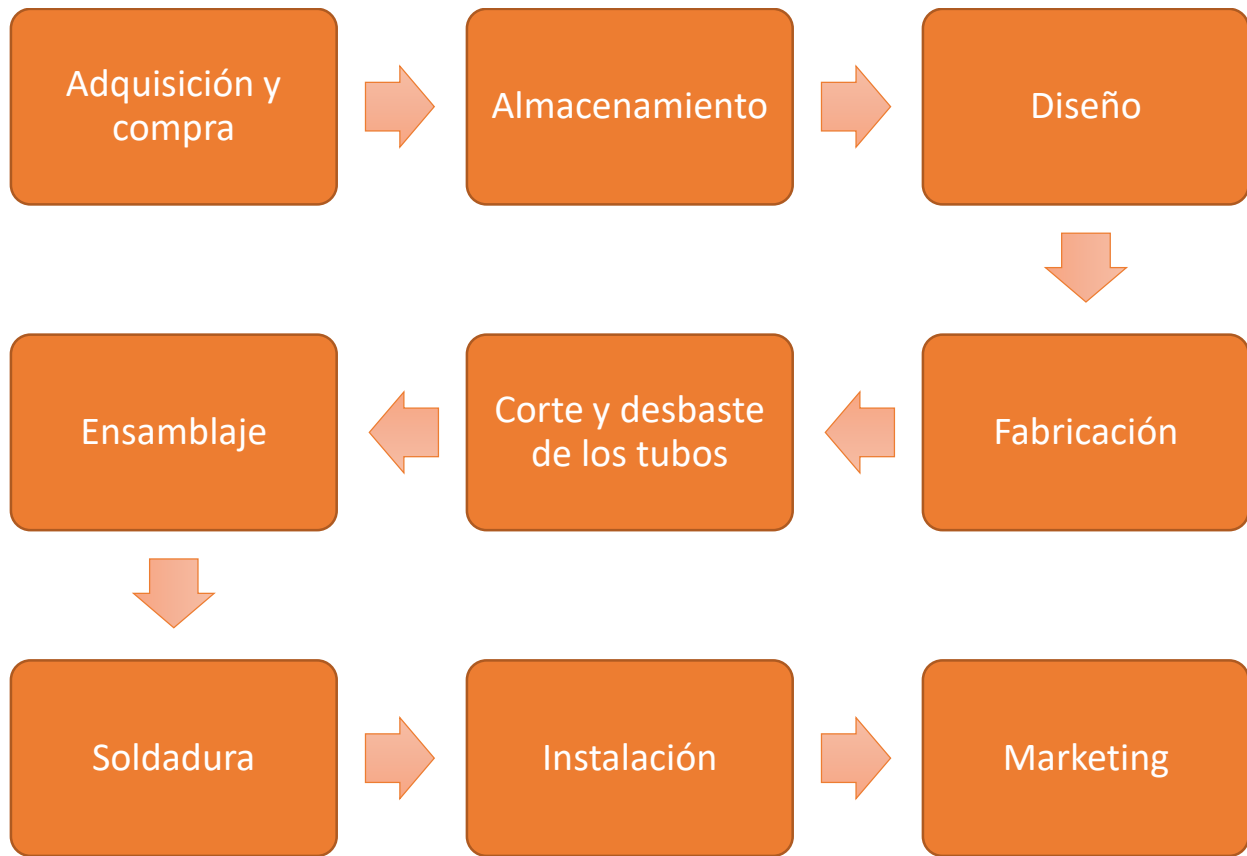 Adquisición y
compra
Almacenamiento
Diseño
Fabricación
Corte y desbaste
de los tubos
Ensamblaje
Soldadura
Instalación
Marketing